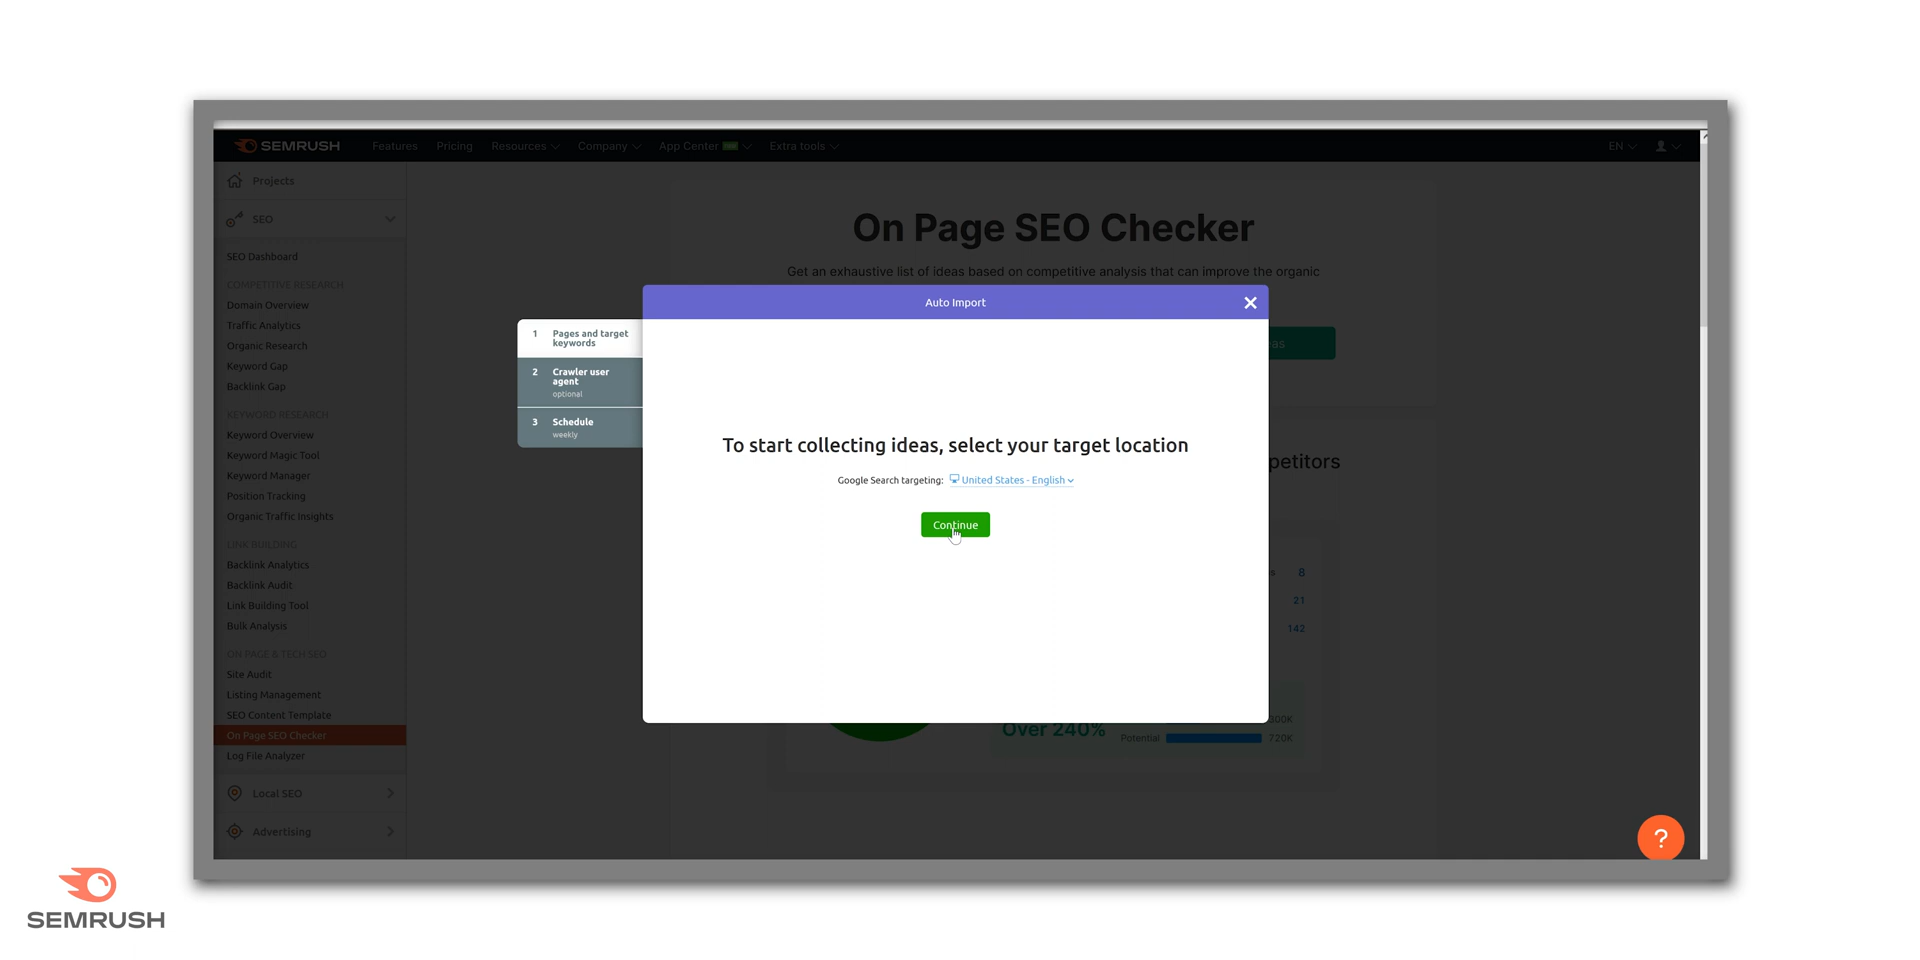 SEMRUSH
Features
Pricing
Resources
Company
App Center
Extra tools
EN
Projects
SEO
SEO Dashboard
COMPETITIVE RESEARCH
Domain Overview
Traffic Analytics
Organic Research
Keyword Gap
Backlink Gap
KEYWORD RESEARCH
Keyword Overview
Keyword Magic Tool
Keyword Manager
Position Tracking
Organic Traffic Insights
LINK BUILDING
Backlink Analytics
Backlink Audit
Link Building Tool
Bulk Analysis
ON PAGE & TECH SEO
Site Audit
Listing Management
SEO Content Template
On Page SEO Checker
Log File Analyzer
Local SEO
Advertising
On Page SEO Checker
Get an exhaustive list of ideas based on competitive analysis that can improve the organic
as
petitors
s 8
21
142
Over 240%
Potential
720K
1 Pages and target
keywords
2 Crawler user
agent
optional
3 Schedule
weekly
Auto Import
To start collecting ideas, select your target location
Google Search targeting: United States - English
Continue
?
SEMRUSH